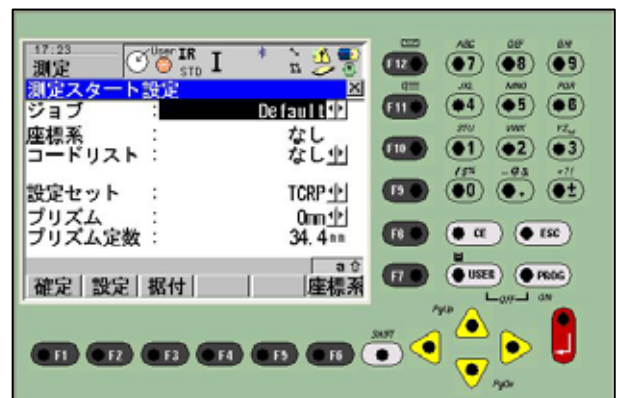 17:23
測定
User IR
STD I
測定スタート設定
ジョブ : Default
座標系 : なし
コードリスト : なし
設定セット : TCRP
プリズム : 0mm
プリズム定数 : 34.4mm
a
確定 設定 据付 座標系
F12 7 8 9
ABC DEF GHI
F11 4 5 6
JKL MNO PQR
F10 1 2 3
STU VWX YZ
F9 0 . ±
F8 CE ESC
F7 USER PROG
OFF ON
PgUp
F1 F2 F3 F4 F5 F6 SHIFT
PgDn